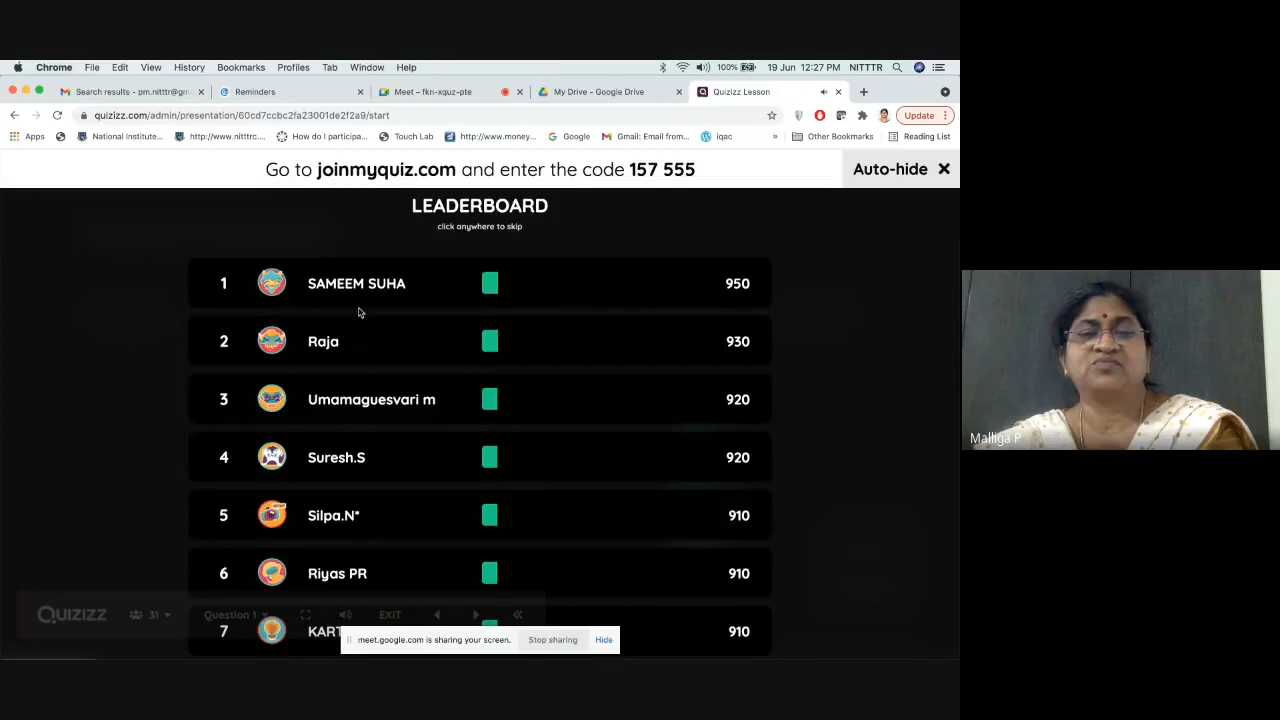 Chrome File Edit View History Bookmarks Profiles Tab Window Help 100% 19 Jun 12:27 PM NITTTR
Search results - pm.nitttr@gm Reminders Meet – fkn-xquz-pte My Drive - Google Drive Quizizz Lesson
quizizz.com/admin/presentation/60cd7ccbc2fa23001de2f2a9/start Update
Apps National Institute... http://www.nitttrc.... How do I participa... Touch Lab http://www.money... Google Gmail: Email from... iqac » Other Bookmarks Reading List
Go to joinmyquiz.com and enter the code 157 555 Auto-hide
LEADERBOARD
click anywhere to skip
1 SAMEEM SUHA 950
2 Raja 930
3 Umamaguesvari m 920
4 Suresh.S 920
Malliga P
5 Silpa.N* 910
6 Riyas PR 910
QUIZIZZ 31 Question 1 EXIT
7 KART 910
meet.google.com is sharing your screen. Stop sharing Hide